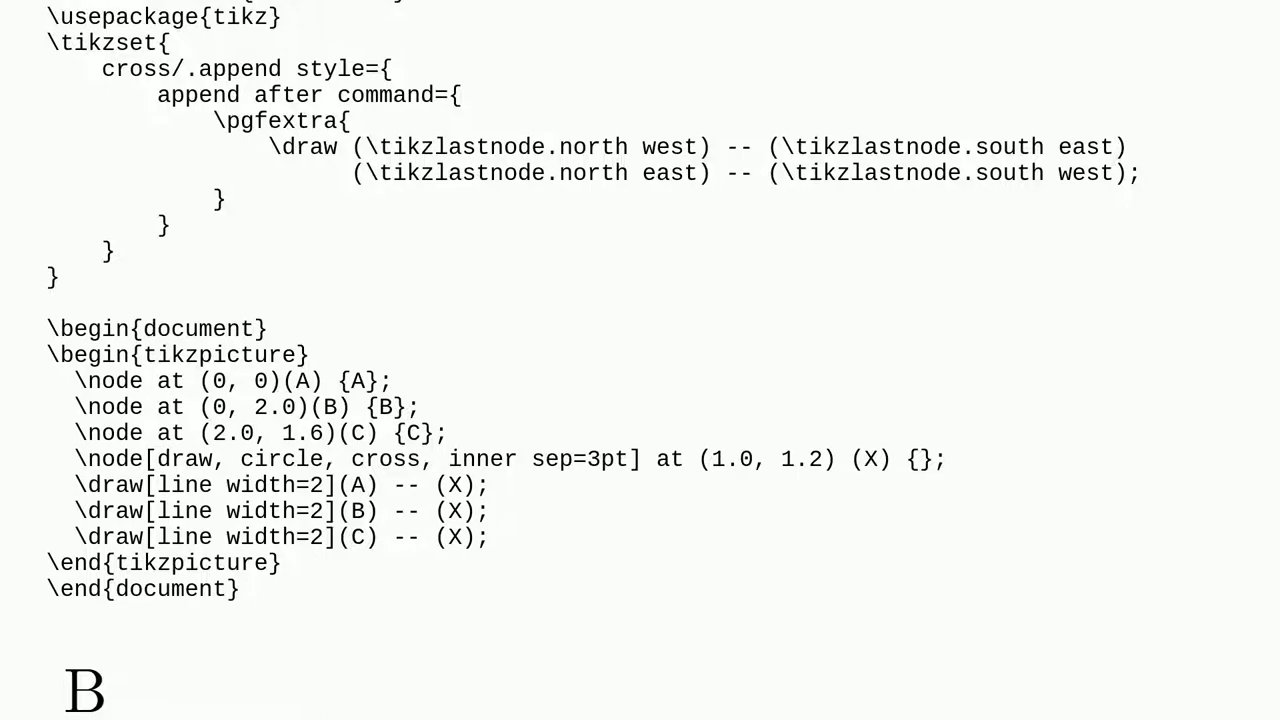 \usepackage{tikz}
\tikzset{
    cross/.append style={
        append after command={
            \pgfextra{
                \draw (\tikzlastnode.north west) -- (\tikzlastnode.south east)
                      (\tikzlastnode.north east) -- (\tikzlastnode.south west);
            }
        }
    }
}

\begin{document}
\begin{tikzpicture}
  \node at (0, 0)(A) {A};
  \node at (0, 2.0)(B) {B};
  \node at (2.0, 1.6)(C) {C};
  \node[draw, circle, cross, inner sep=3pt] at (1.0, 1.2) (X) {};
  \draw[line width=2](A) -- (X);
  \draw[line width=2](B) -- (X);
  \draw[line width=2](C) -- (X);
\end{tikzpicture}
\end{document}

B